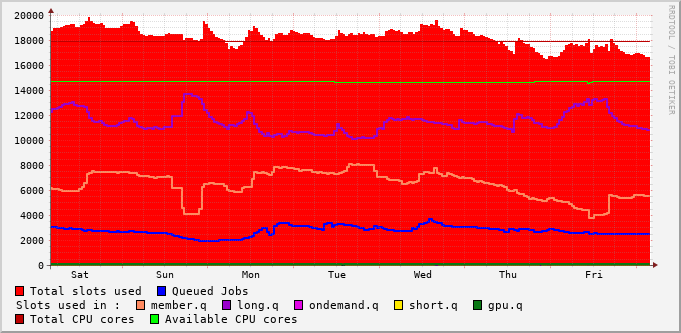 RRDTOOL / TOBI OETIKER
20000
18000
16000
14000
12000
10000
8000
6000
4000
2000
0
Sat Sun Mon Tue Wed Thu Fri
Total slots used Queued Jobs
Slots used in : member.q long.q ondemand.q short.q gpu.q
Total CPU cores Available CPU cores